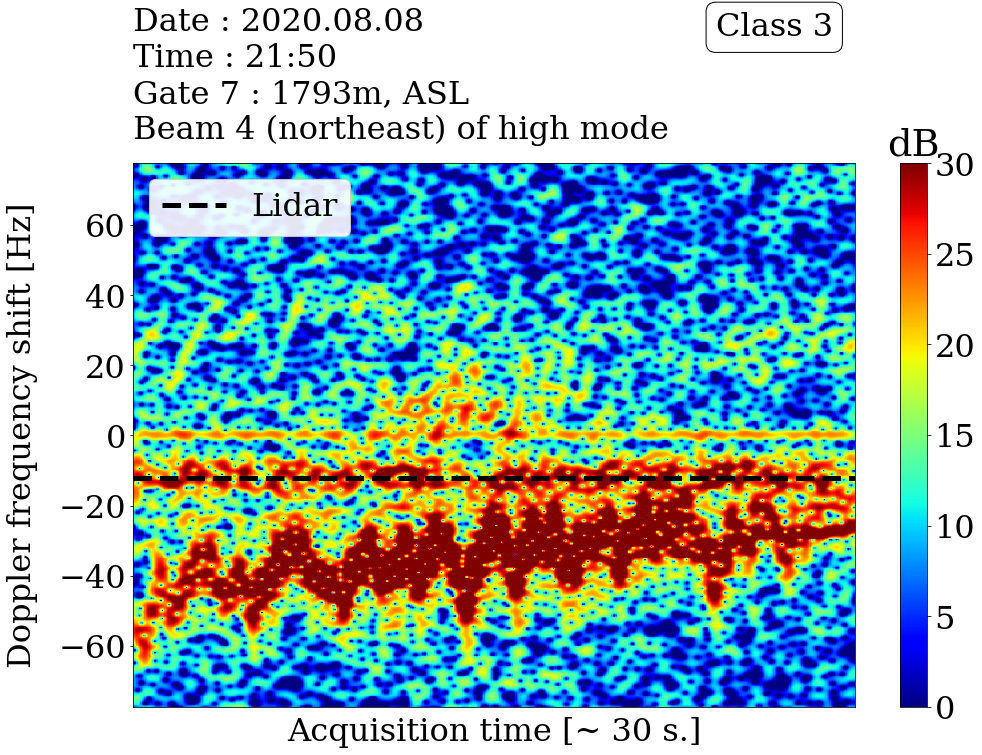 Date : 2020.08.08
Time : 21:50
Gate 7 : 1793m, ASL
Beam 4 (northeast) of high mode
Class 3
dB
Lidar
Doppler frequency shift [Hz]
60
40
20
0
−20
−40
−60
30
25
20
15
10
5
0
Acquisition time [~ 30 s.]